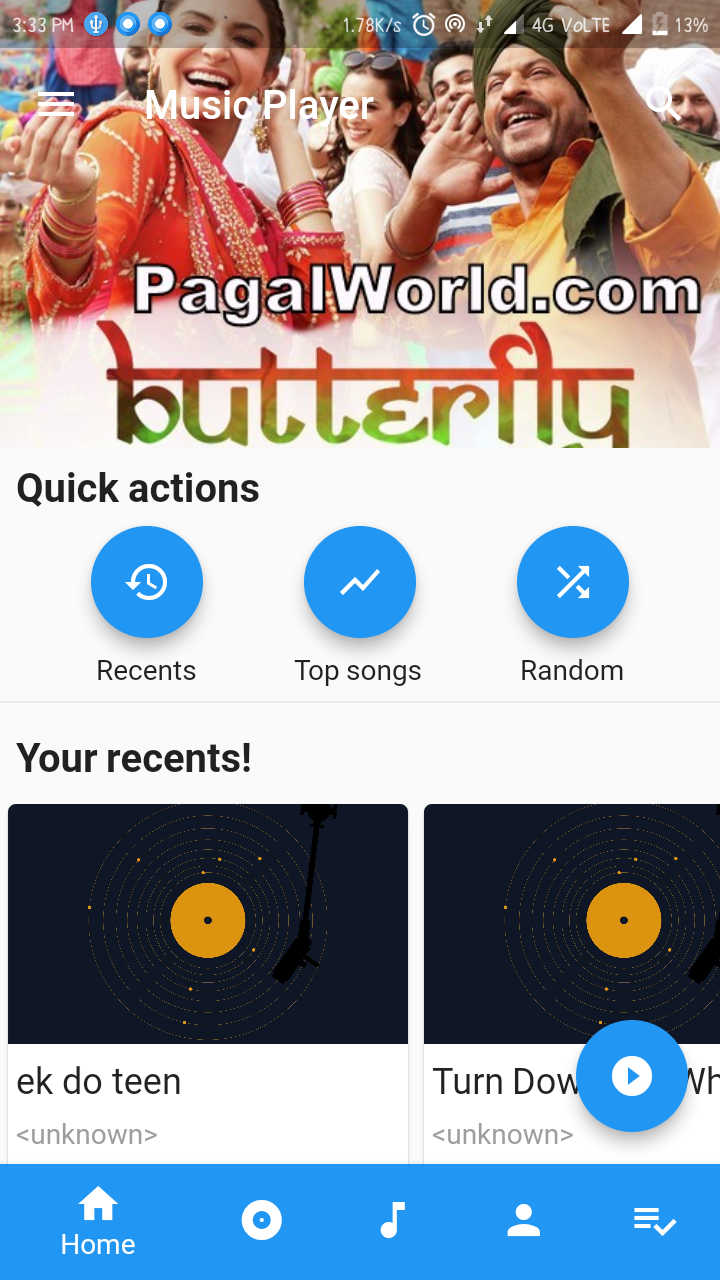 3:33 PM 1.78K/s 4G VoLTE 13%
Music Player
PagalWorld.com
butterfly
Quick actions
Recents Top songs Random
Your recents!
ek do teen Turn Dow Wh
<unknown> <unknown>
Home